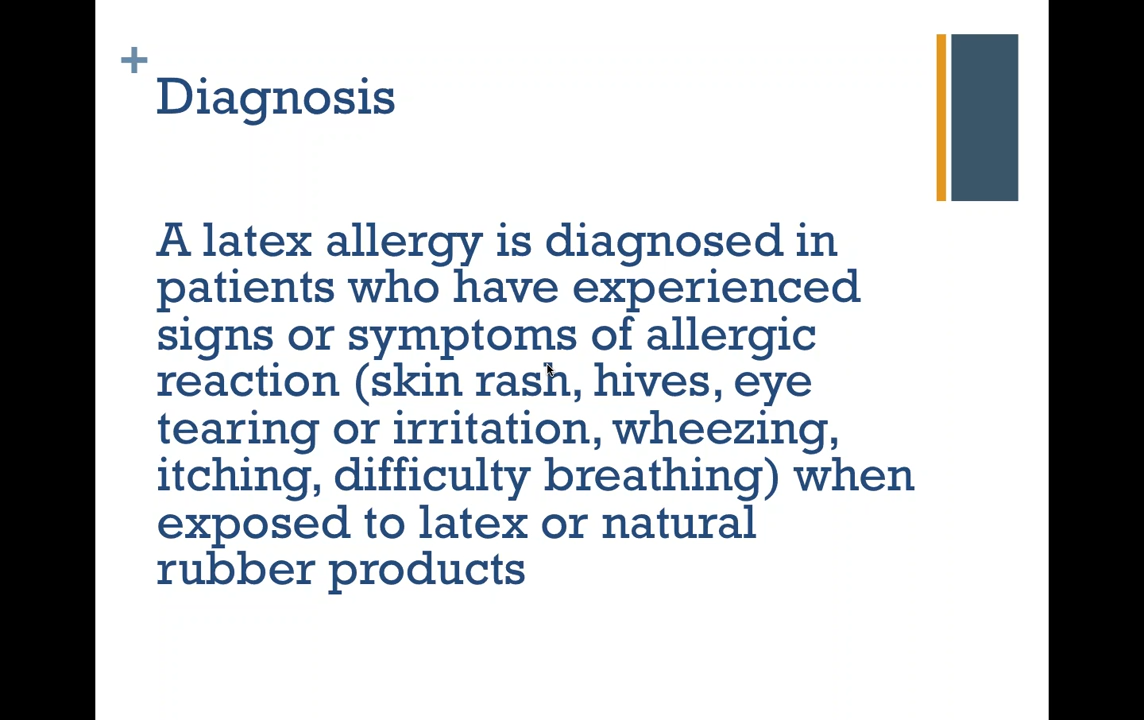 +
Diagnosis
A latex allergy is diagnosed in
patients who have experienced
signs or symptoms of allergic
reaction (skin rash, hives, eye
tearing or irritation, wheezing,
itching, difficulty breathing) when
exposed to latex or natural
rubber products